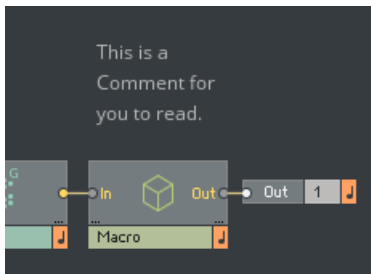 This is a
Comment for
you to read.
G
In
Out
Out 1
...
...
...
Macro